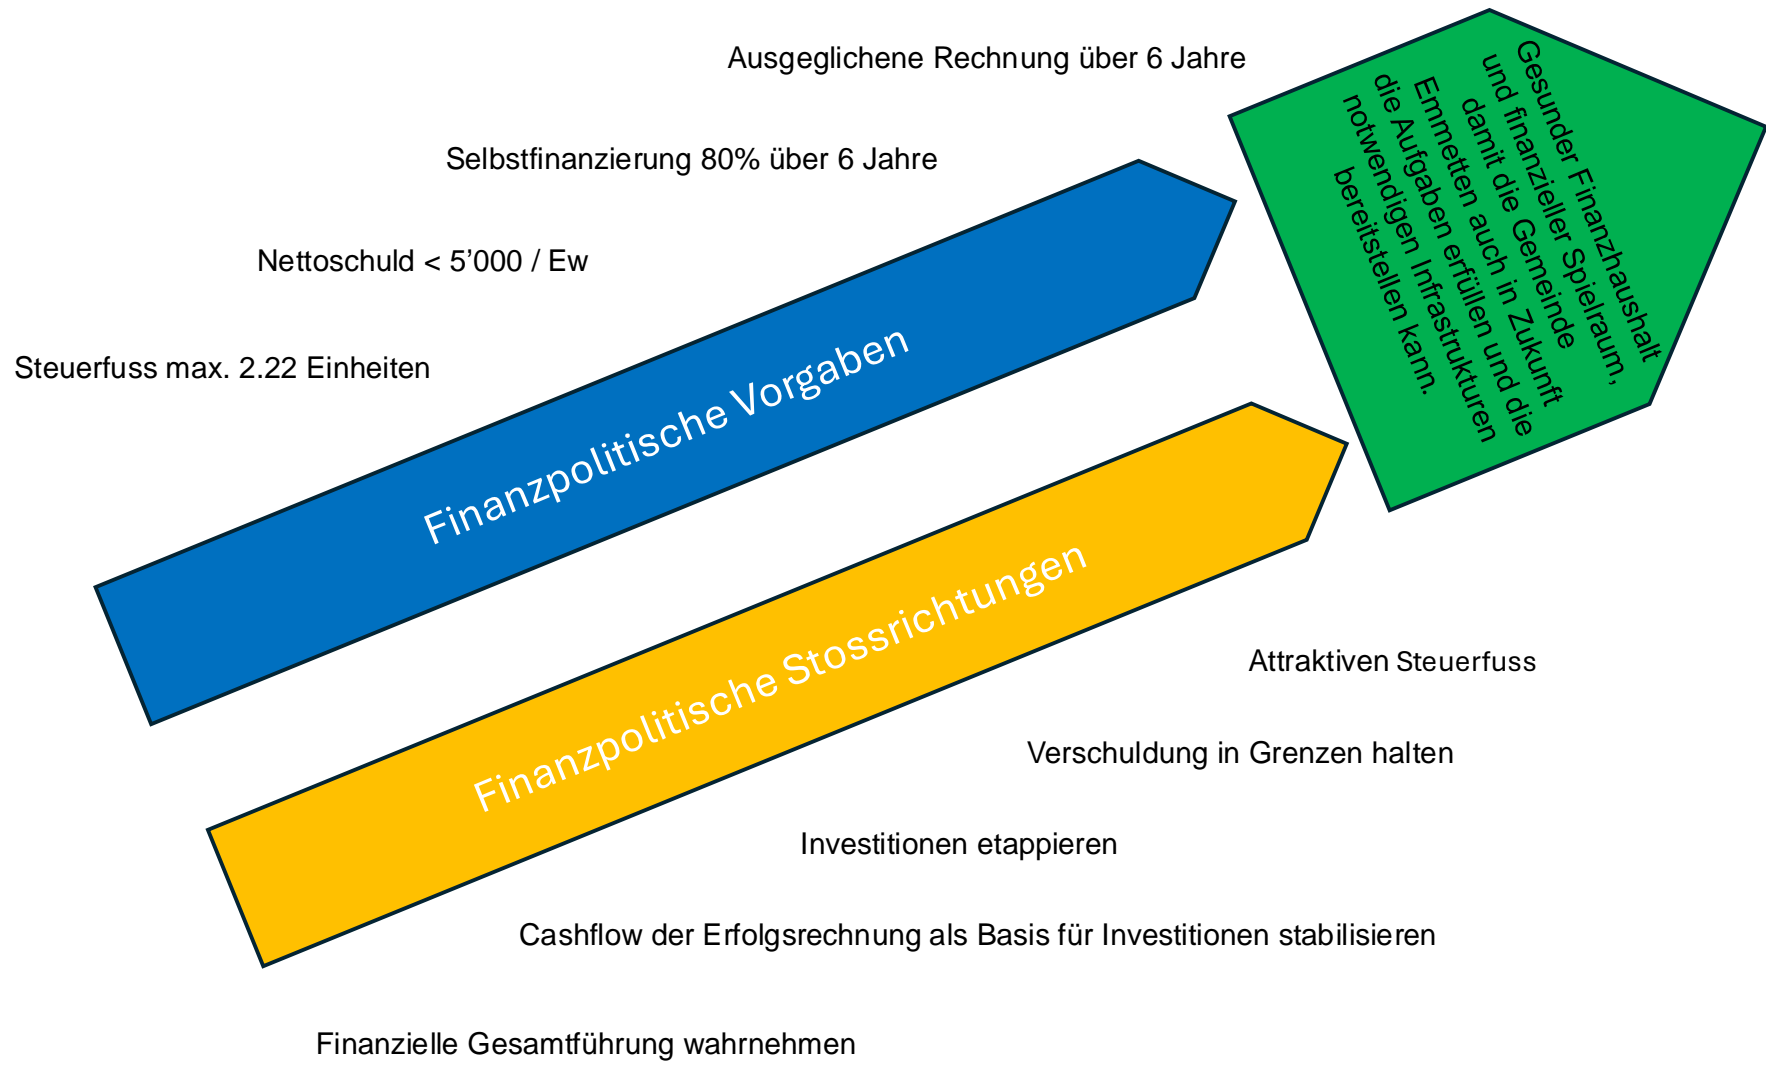 Ausgeglichene Rechnung über 6 Jahre
Selbstfinanzierung 80% über 6 Jahre
Nettoschuld < 5’000 / Ew
Steuerfuss max. 2.22 Einheiten
Finanzpolitische Vorgaben
Gesunder Finanzhaushalt
und finanzieller Spielraum,
damit die Gemeinde
Emmetten auch in Zukunft
die Aufgaben erfüllen und die
notwendigen Infrastrukturen
bereitstellen kann.
Finanzpolitische Stossrichtungen
Attraktiven Steuerfuss
Verschuldung in Grenzen halten
Investitionen etappieren
Cashflow der Erfolgsrechnung als Basis für Investitionen stabilisieren
Finanzielle Gesamtführung wahrnehmen